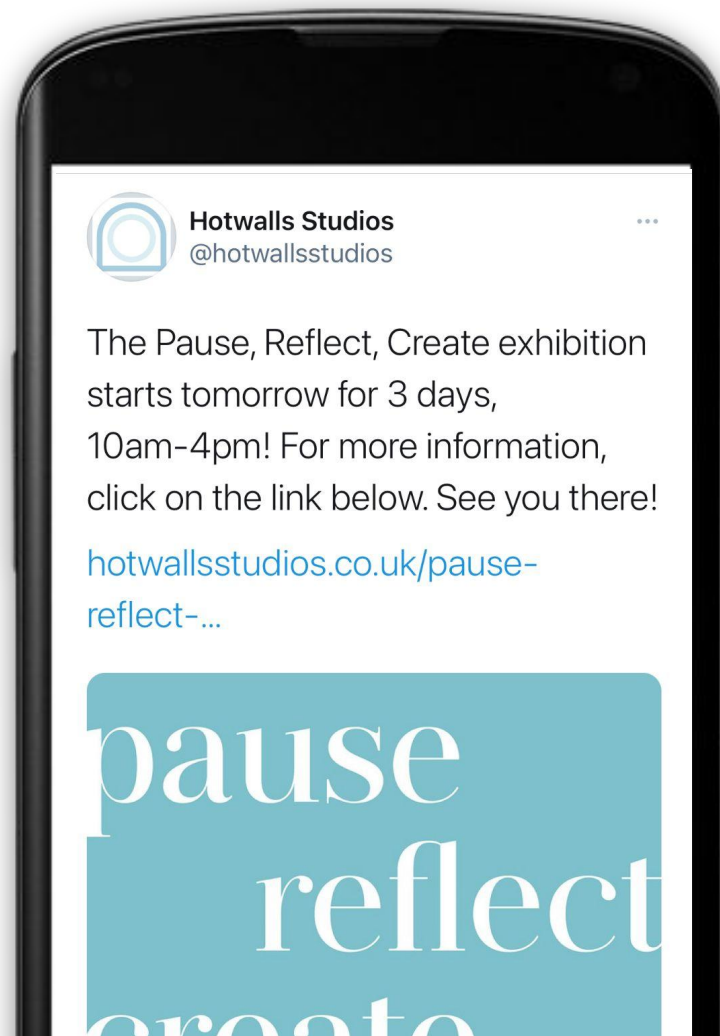 Hotwalls Studios
@hotwallsstudios
The Pause, Reflect, Create exhibition
starts tomorrow for 3 days,
10am-4pm! For more information,
click on the link below. See you there!
hotwallsstudios.co.uk/pause-
reflect-...
pause
reflect
create